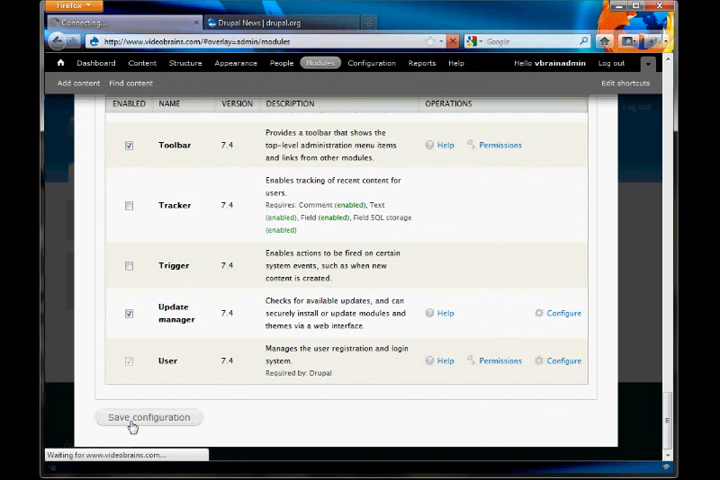 Firefox
Connecting...
Drupal News | drupal.org
http://www.videobrains.com/#overlay=admin/modules
Google
Dashboard Content Structure Appearance People Modules Configuration Reports Help Hello vbrainadmin Log out
Add content Find content Edit shortcuts
ENABLED NAME VERSION DESCRIPTION OPERATIONS
Toolbar 7.4 Provides a toolbar that shows the
top-level administration menu items
and links from other modules.
Help Permissions
Tracker 7.4 Enables tracking of recent content for
users.
Requires: Comment (enabled), Text
(enabled), Field (enabled), Field SQL storage
(enabled)
Trigger 7.4 Enables actions to be fired on certain
system events, such as when new
content is created.
Update
manager
7.4 Checks for available updates, and can
securely install or update modules and
themes via a web interface.
Help Configure
User 7.4 Manages the user registration and login
system.
Required by: Drupal
Help Permissions Configure
Save configuration
Waiting for www.videobrains.com...